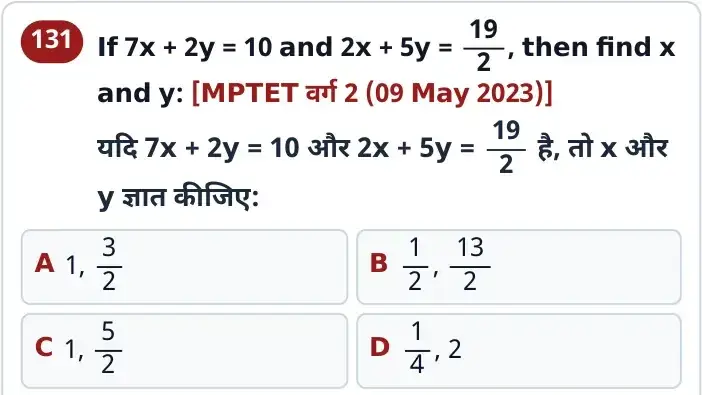 131 If 7x + 2y = 10 and 2x + 5y = 19/2, then find x
and y: [MPTET वर्ग 2 (09 May 2023)]
यदि 7x + 2y = 10 और 2x + 5y = 19/2 है, तो x और
y ज्ञात कीजिए:
A 1, 3/2
B 1/2, 13/2
C 1, 5/2
D 1/4, 2